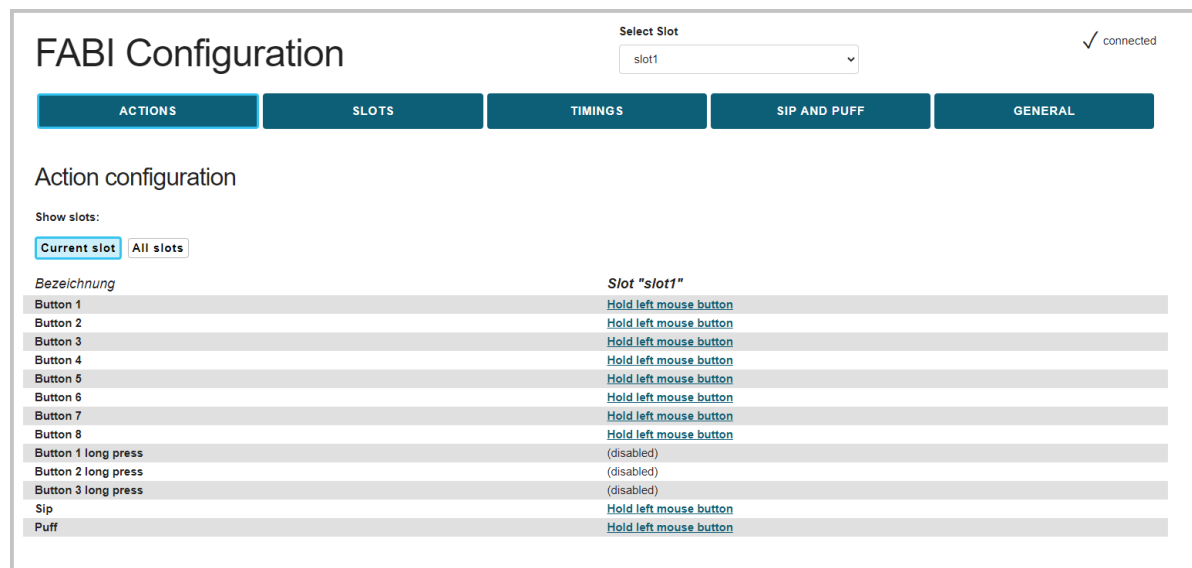 FABI Configuration
Select Slot
slot1
connected
ACTIONS SLOTS TIMINGS SIP AND PUFF GENERAL
Action configuration
Show slots:
Current slot All slots
Bezeichnung Slot "slot1"
Button 1 Hold left mouse button
Button 2 Hold left mouse button
Button 3 Hold left mouse button
Button 4 Hold left mouse button
Button 5 Hold left mouse button
Button 6 Hold left mouse button
Button 7 Hold left mouse button
Button 8 Hold left mouse button
Button 1 long press (disabled)
Button 2 long press (disabled)
Button 3 long press (disabled)
Sip Hold left mouse button
Puff Hold left mouse button